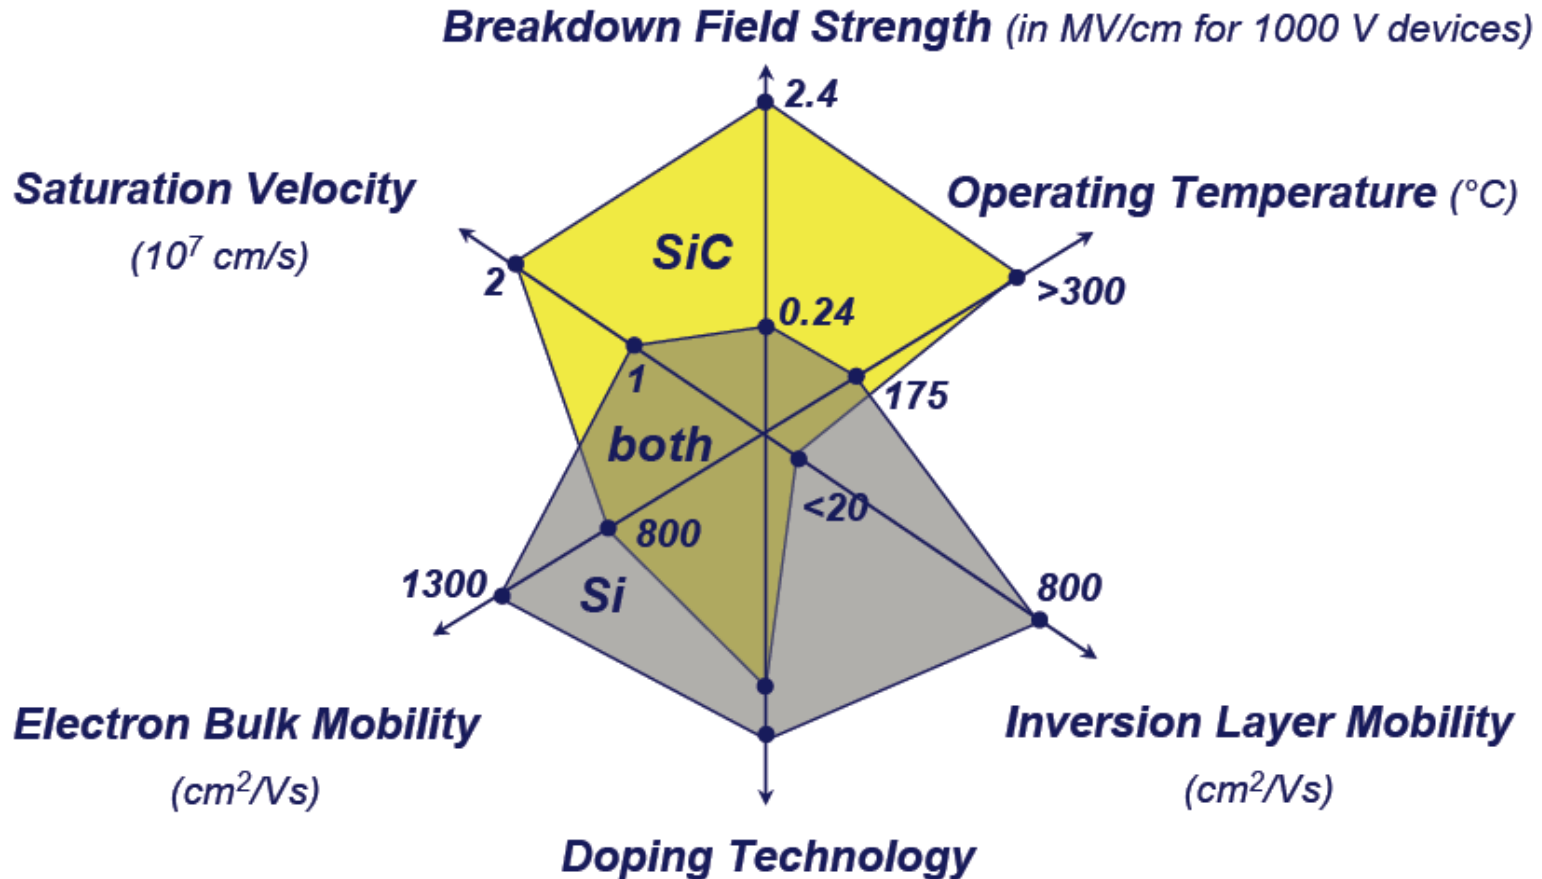 Breakdown Field Strength (in MV/cm for 1000 V devices)
2.4
Saturation Velocity
(10⁷ cm/s)
Operating Temperature (°C)
SiC
2
>300
0.24
1
175
both
<20
800
1300
Si
800
Electron Bulk Mobility
(cm²/Vs)
Inversion Layer Mobility
(cm²/Vs)
Doping Technology